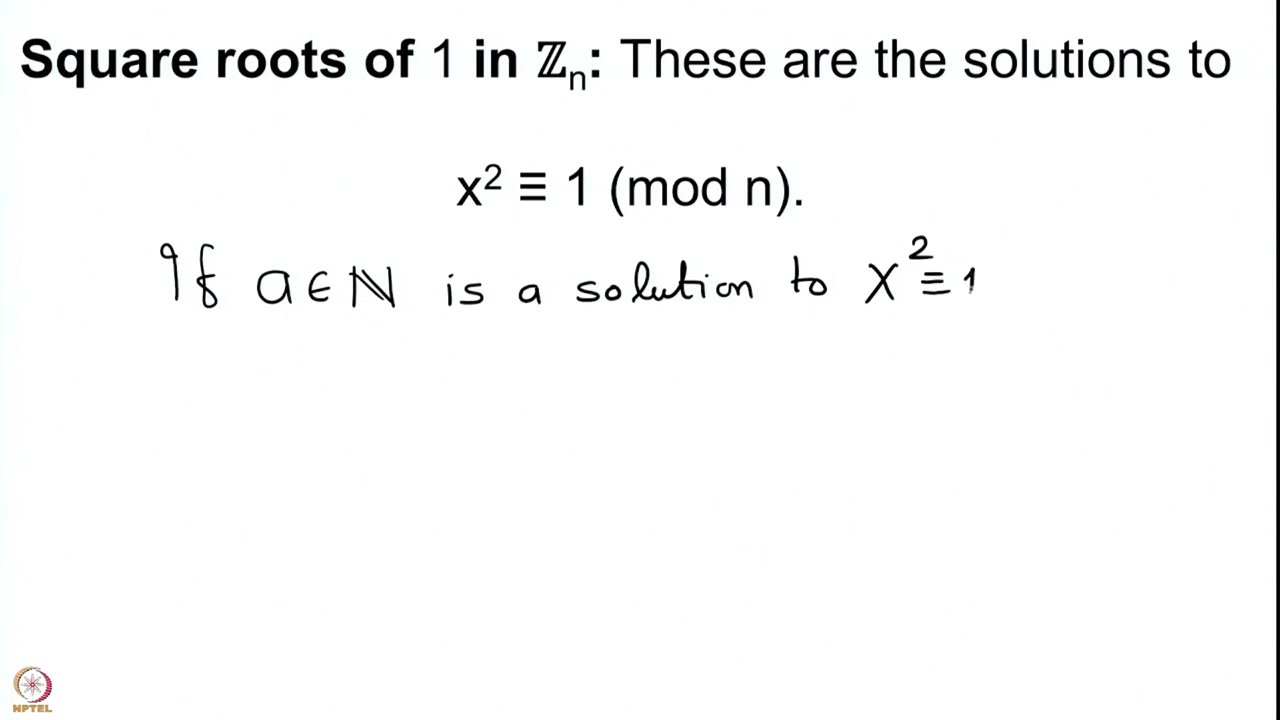 Square roots of 1 in ℤₙ: These are the solutions to
x² ≡ 1 (mod n).
If a ∈ ℕ is a solution to x² ≡ 1
NPTEL